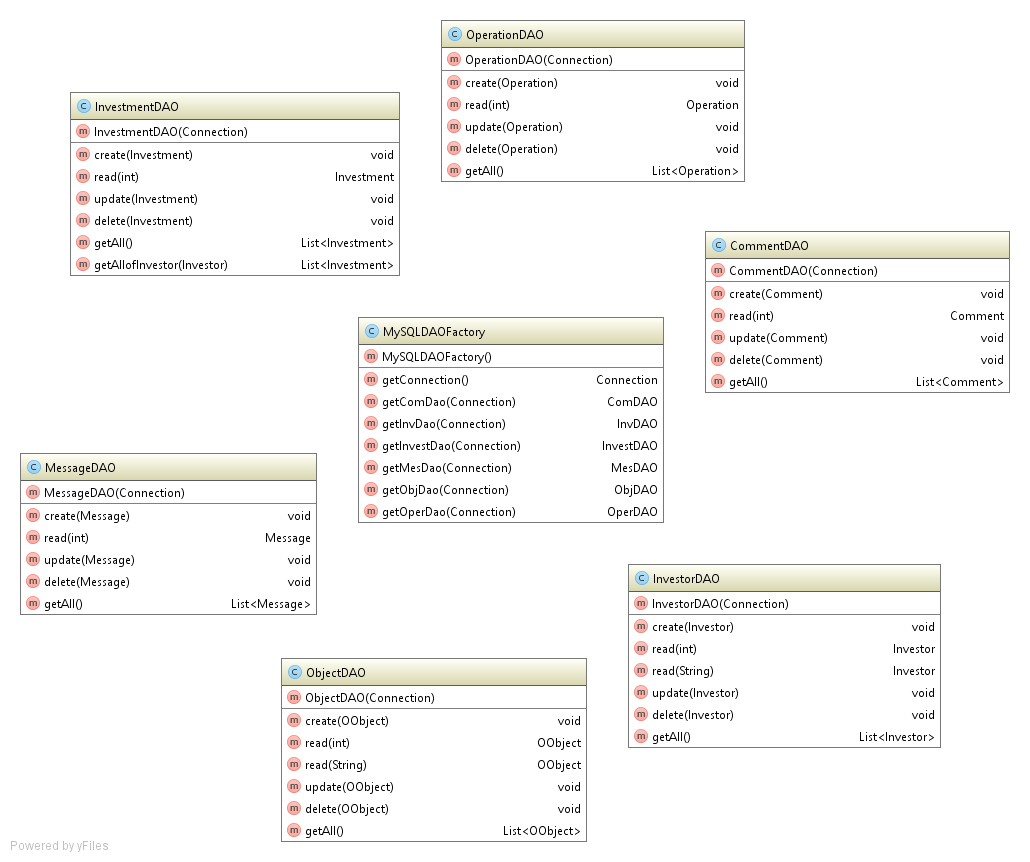 C OperationDAO
m OperationDAO(Connection)
m create(Operation) void
m read(int) Operation
m update(Operation) void
m delete(Operation) void
m getAll() List<Operation>
C InvestmentDAO
m InvestmentDAO(Connection)
m create(Investment) void
m read(int) Investment
m update(Investment) void
m delete(Investment) void
m getAll() List<Investment>
m getAllofInvestor(Investor) List<Investment>
C CommentDAO
m CommentDAO(Connection)
m create(Comment) void
m read(int) Comment
m update(Comment) void
m delete(Comment) void
m getAll() List<Comment>
C MySQLDAOFactory
m MySQLDAOFactory()
m getConnection() Connection
m getComDao(Connection) ComDAO
m getInvDao(Connection) InvDAO
m getInvestDao(Connection) InvestDAO
m getMesDao(Connection) MesDAO
m getObjDao(Connection) ObjDAO
m getOperDao(Connection) OperDAO
C MessageDAO
m MessageDAO(Connection)
m create(Message) void
m read(int) Message
m update(Message) void
m delete(Message) void
m getAll() List<Message>
C InvestorDAO
m InvestorDAO(Connection)
m create(Investor) void
m read(int) Investor
m read(String) Investor
m update(Investor) void
m delete(Investor) void
m getAll() List<Investor>
C ObjectDAO
m ObjectDAO(Connection)
m create(OObject) void
m read(int) OObject
m read(String) OObject
m update(OObject) void
m delete(OObject) void
m getAll() List<OObject>
Powered by yFiles